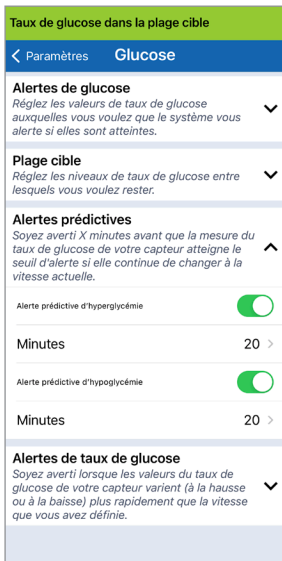 Taux de glucose dans la plage cible
Paramètres Glucose
Alertes de glucose
Réglez les valeurs de taux de glucose
auxquelles vous voulez que le système vous
alerte si elles sont atteintes.
Plage cible
Réglez les niveaux de taux de glucose entre
lesquels vous voulez rester.
Alertes prédictives
Soyez averti X minutes avant que la mesure du
taux de glucose de votre capteur atteigne le
seuil d'alerte si elle continue de changer à la
vitesse actuelle.
Alerte prédictive d'hyperglycémie
Minutes 20
Alerte prédictive d'hypoglycémie
Minutes 20
Alertes de taux de glucose
Soyez averti lorsque les valeurs du taux de
glucose de votre capteur varient (à la hausse
ou à la baisse) plus rapidement que la vitesse
que vous avez définie.